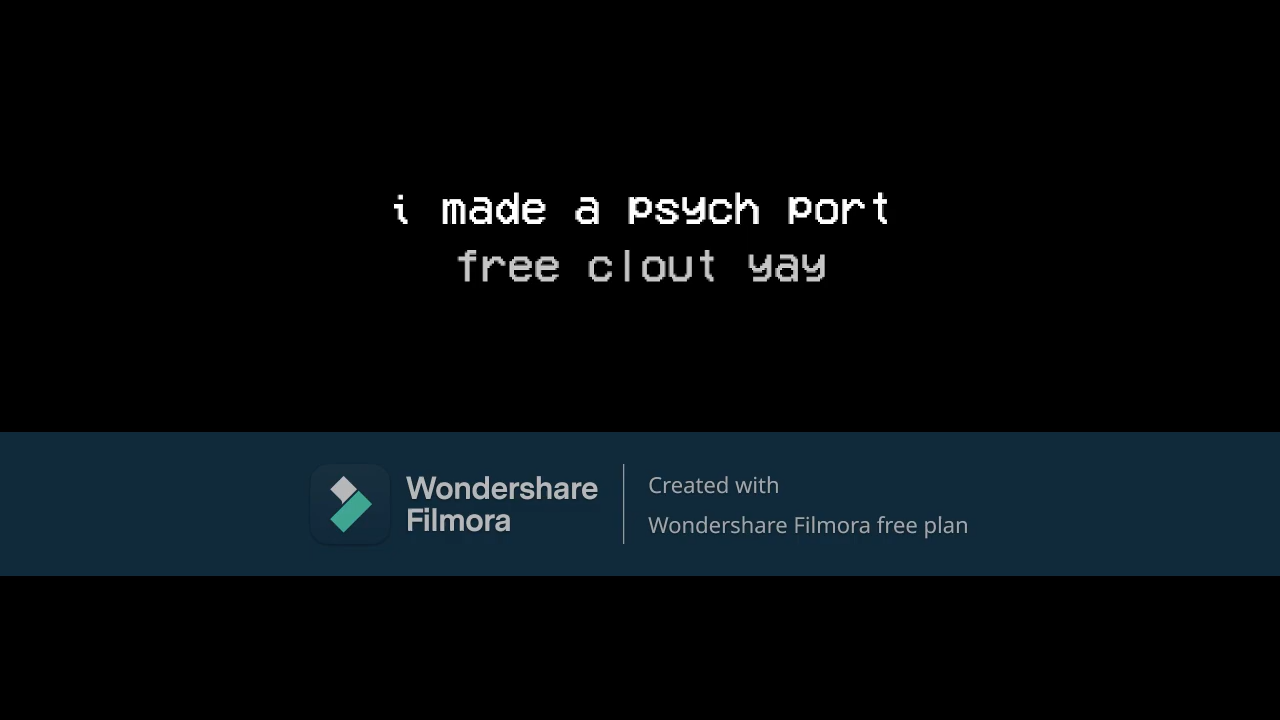 i made a psych port
free clout yay
Wondershare
Filmora
Created with
Wondershare Filmora free plan